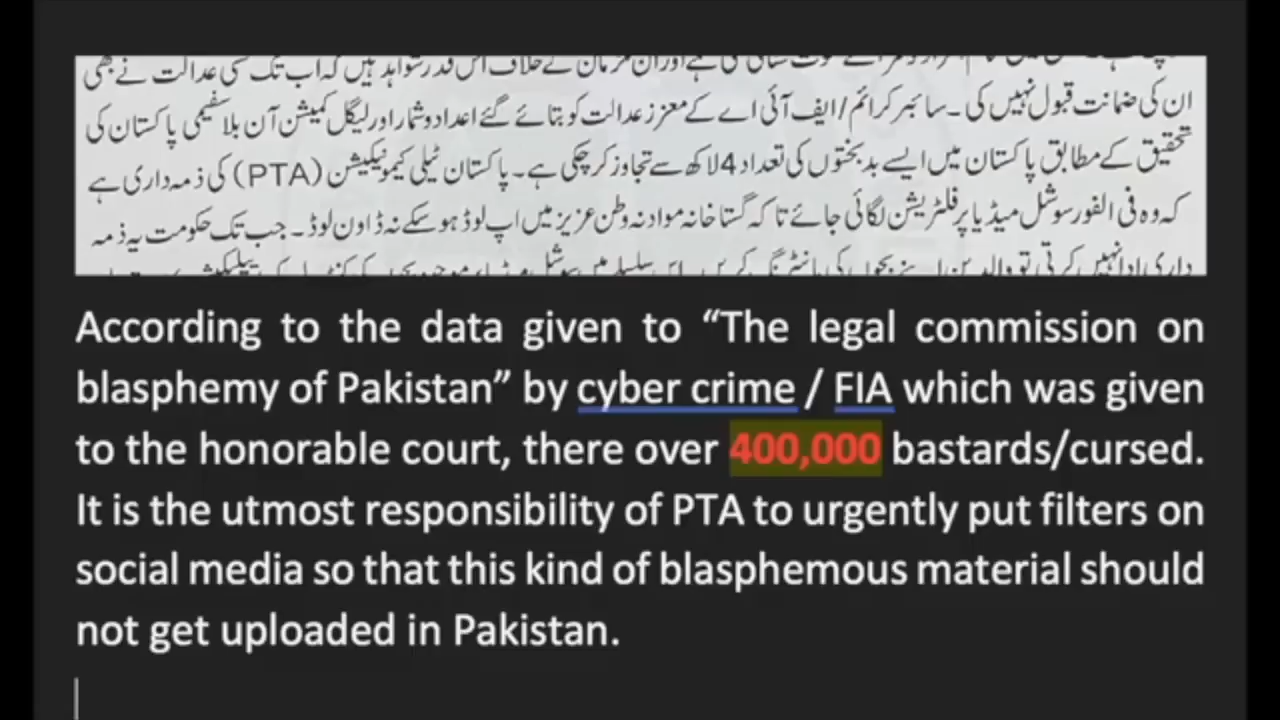 ان کی ضمانت قبول نہیں کی۔ سائبر کرائم/ایف آئی اے کے معزز عدالت کو بتائے گئے اعداد و شمار اور لیگل کمیشن آن بلاسفیمی پاکستان کی
تحقیق کے مطابق پاکستان میں ایسے بدبختوں کی تعداد 4 لاکھ سے تجاوز کر چکی ہے۔ پاکستان ٹیلی کیمونیکیشن (PTA) کی ذمہ داری ہے
کہ وہ فی الفور سوشل میڈیا پر فلٹریشن لگائی جائے تا کہ گستاخانہ مواد نہ وطن عزیز میں اپ لوڈ ہو سکے نہ ڈاون لوڈ۔ جب تک حکومت یہ ذمہ
According to the data given to “The legal commission on
blasphemy of Pakistan” by cyber crime / FIA which was given
to the honorable court, there over 400,000 bastards/cursed.
It is the utmost responsibility of PTA to urgently put filters on
social media so that this kind of blasphemous material should
not get uploaded in Pakistan.